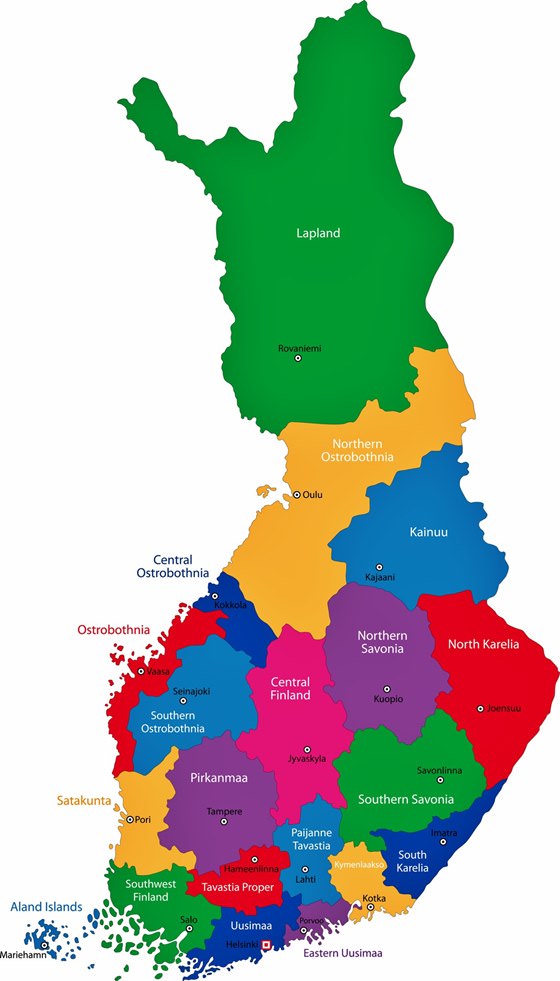 Lapland
Rovaniemi
Northern
Ostrobothnia
Oulu
Kainuu
Kajaani
Central
Ostrobothnia
Kokkola
Ostrobothnia
Vaasa
Seinajoki
Southern
Ostrobothnia
Central
Finland
Jyvaskyla
Northern
Savonia
Kuopio
North Karelia
Joensuu
Savonlinna
Southern Savonia
Pirkanmaa
Tampere
Satakunta
Pori
Paijanne
Tavastia
Lahti
Imatra
South
Karelia
Kymenlaakso
Kotka
Hameenlinna
Tavastia Proper
Southwest
Finland
Salo
Aland Islands
Mariehamn
Uusimaa
Helsinki
Porvoo
Eastern Uusimaa